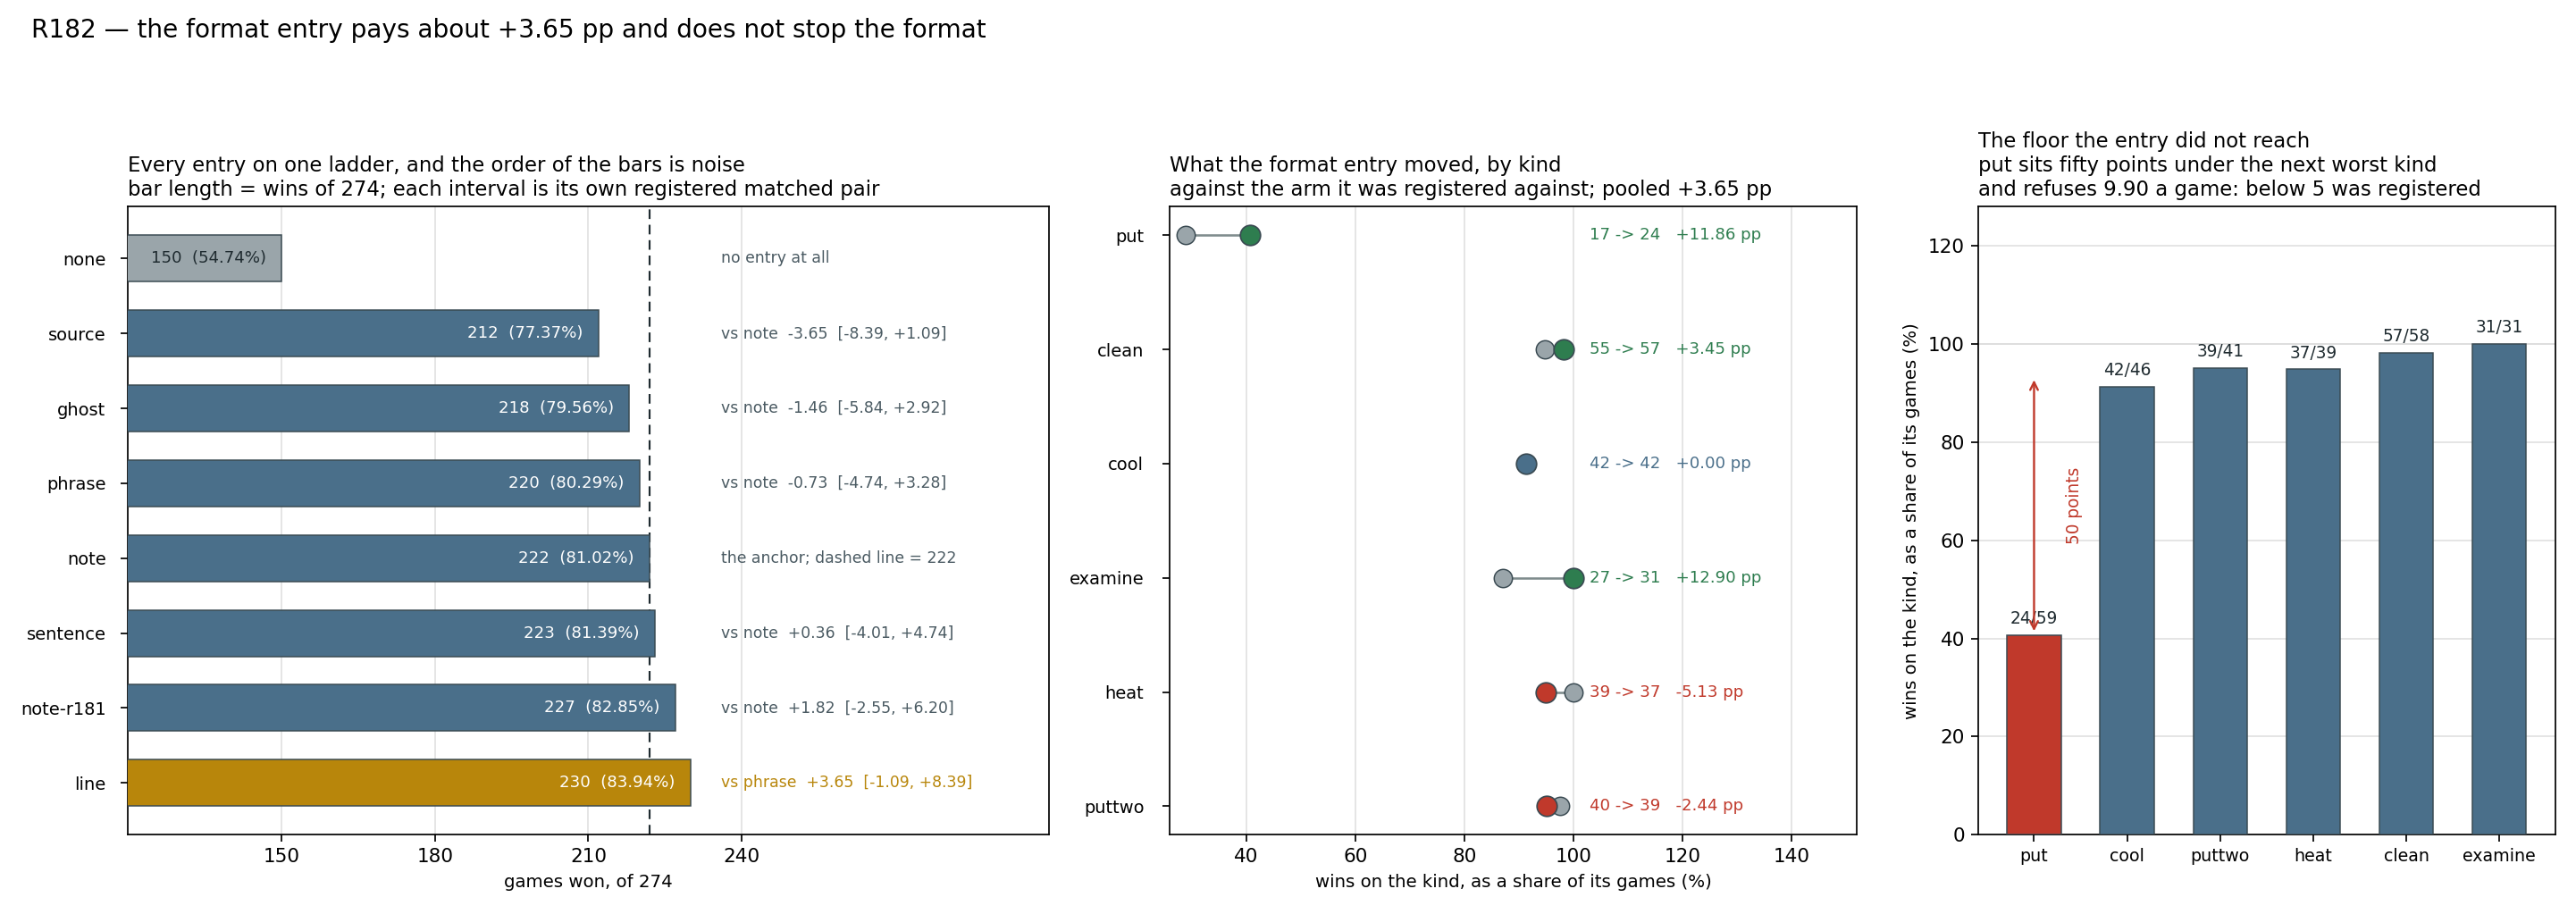 R182 — the format entry pays about +3.65 pp and does not stop the format
Every entry on one ladder, and the order of the bars is noise
bar length = wins of 274; each interval is its own registered matched pair
none
150 (54.74%)
no entry at all
source
212 (77.37%)
vs note -3.65 [-8.39, +1.09]
ghost
218 (79.56%)
vs note -1.46 [-5.84, +2.92]
phrase
220 (80.29%)
vs note -0.73 [-4.74, +3.28]
note
222 (81.02%)
the anchor; dashed line = 222
sentence
223 (81.39%)
vs note +0.36 [-4.01, +4.74]
note-r181
227 (82.85%)
vs note +1.82 [-2.55, +6.20]
line
230 (83.94%)
vs phrase +3.65 [-1.09, +8.39]
150 180 210 240
games won, of 274
What the format entry moved, by kind
against the arm it was registered against; pooled +3.65 pp
put
17 -> 24 +11.86 pp
clean
55 -> 57 +3.45 pp
cool
42 -> 42 +0.00 pp
examine
27 -> 31 +12.90 pp
heat
39 -> 37 -5.13 pp
puttwo
40 -> 39 -2.44 pp
40 60 80 100 120 140
wins on the kind, as a share of its games (%)
The floor the entry did not reach
put sits fifty points under the next worst kind
and refuses 9.90 a game: below 5 was registered
wins on the kind, as a share of its games (%)
120
100
80
60
40
20
0
24/59
50 points
42/46
39/41
37/39
57/58
31/31
put cool puttwo heat clean examine